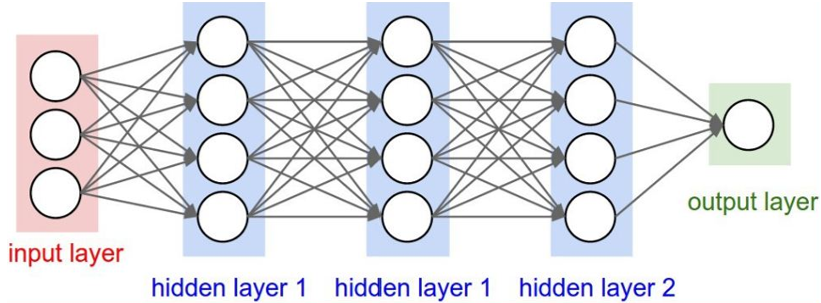 output layer
input layer
hidden layer 1
hidden layer 1
hidden layer 2